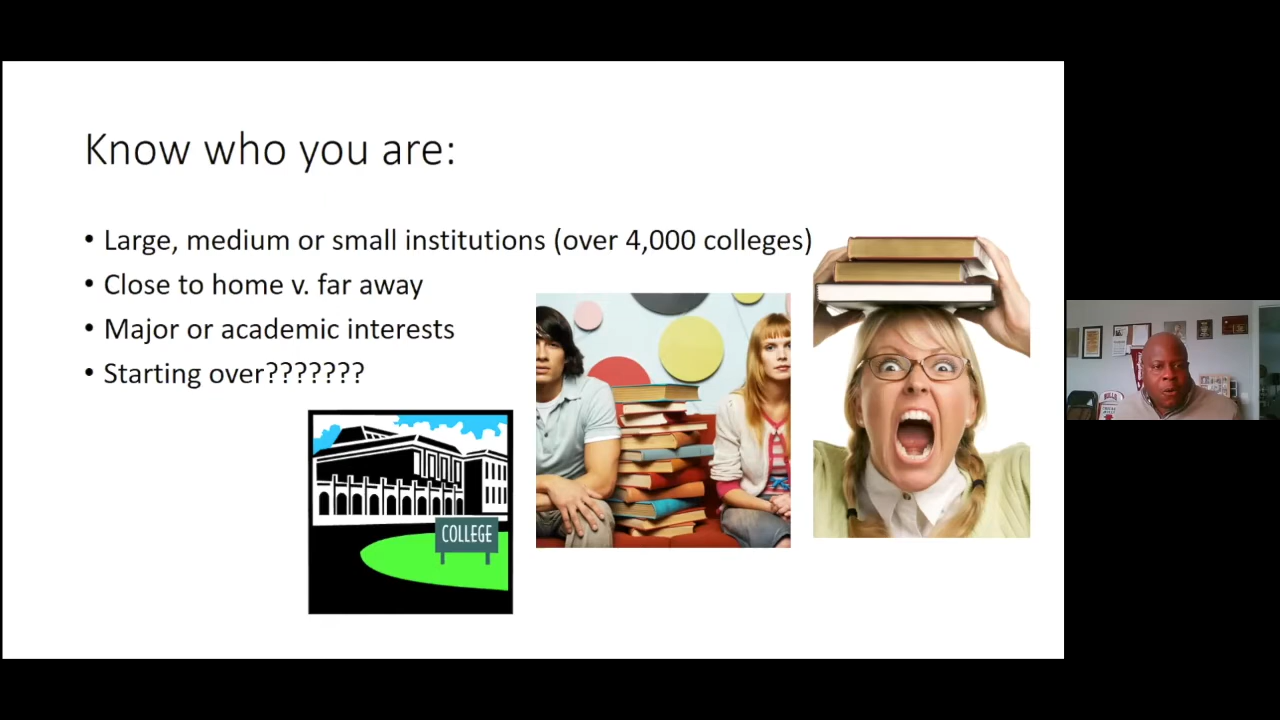 Know who you are:
• Large, medium or small institutions (over 4,000 colleges)
• Close to home v. far away
• Major or academic interests
• Starting over???????
COLLEGE
BULLS